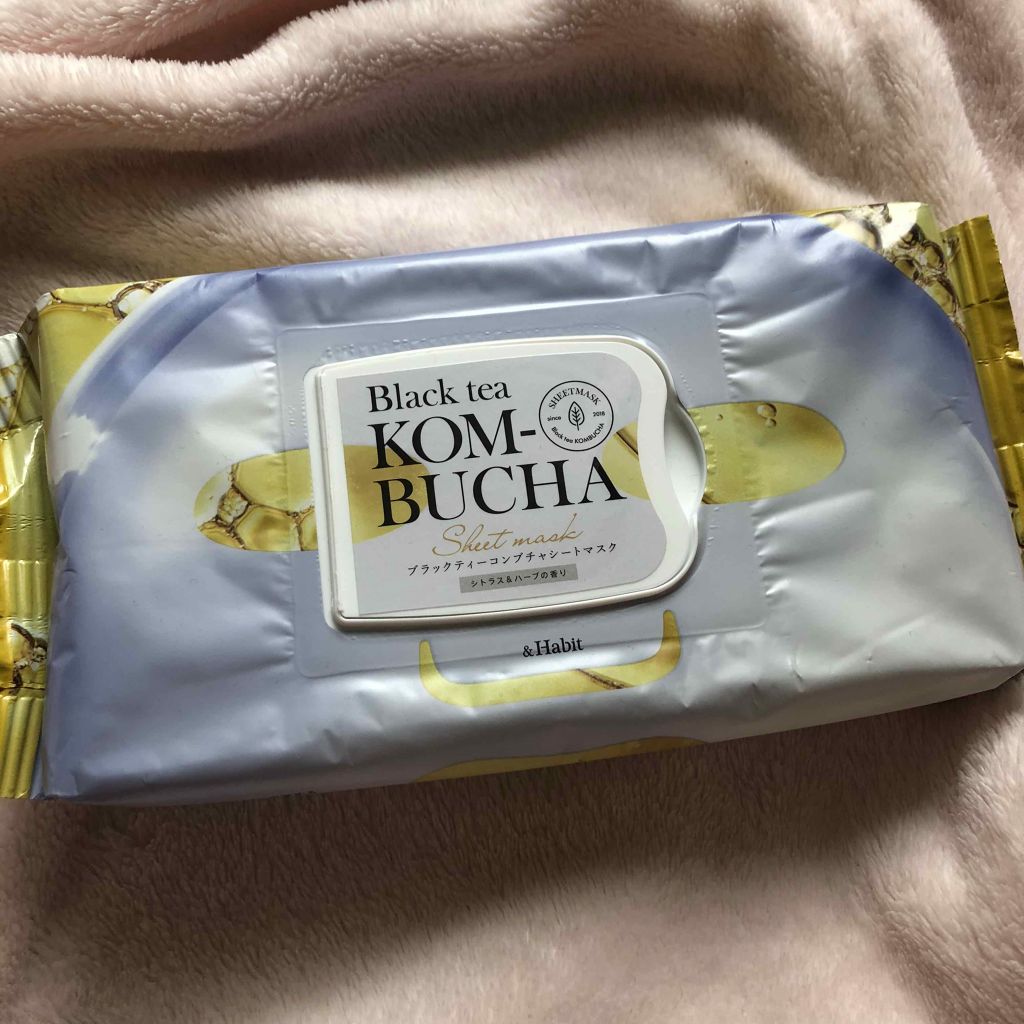 Black tea
KOM-
BUCHA
SHEETMASK
since 2018
Black tea KOMBUCHA
Sheet mask
ブラックティーコンブチャシートマスク
シトラス&ハーブの香り
&Habit